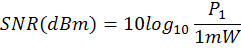 SNR(dBm) = 10log₁₀ P₁/1mW